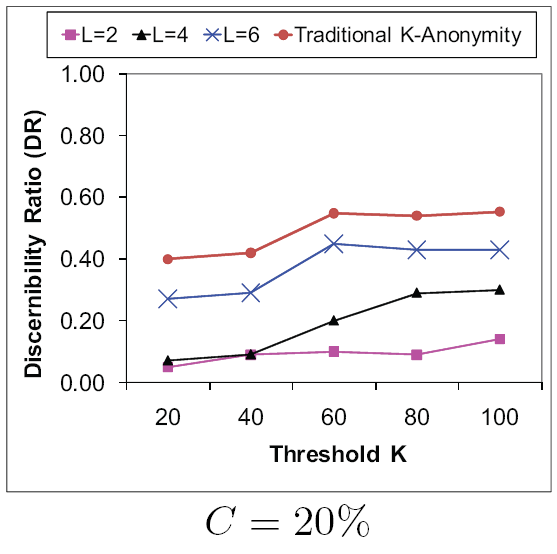 L=2 L=4 L=6 Traditional K-Anonymity
1.00
0.80
0.60
0.40
0.20
0.00
Discernibility Ratio (DR)
20 40 60 80 100
Threshold K
C = 20%